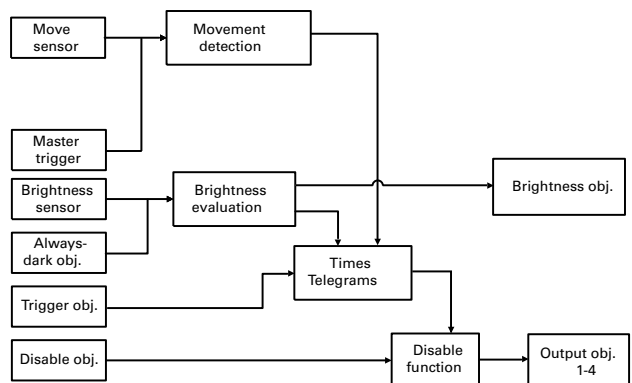 Move
sensor
Movement
detection
Master
trigger
Brightness
sensor
Brightness
evaluation
Brightness obj.
Always-
dark obj.
Times
Telegrams
Trigger obj.
Disable obj.
Disable
function
Output obj.
1-4